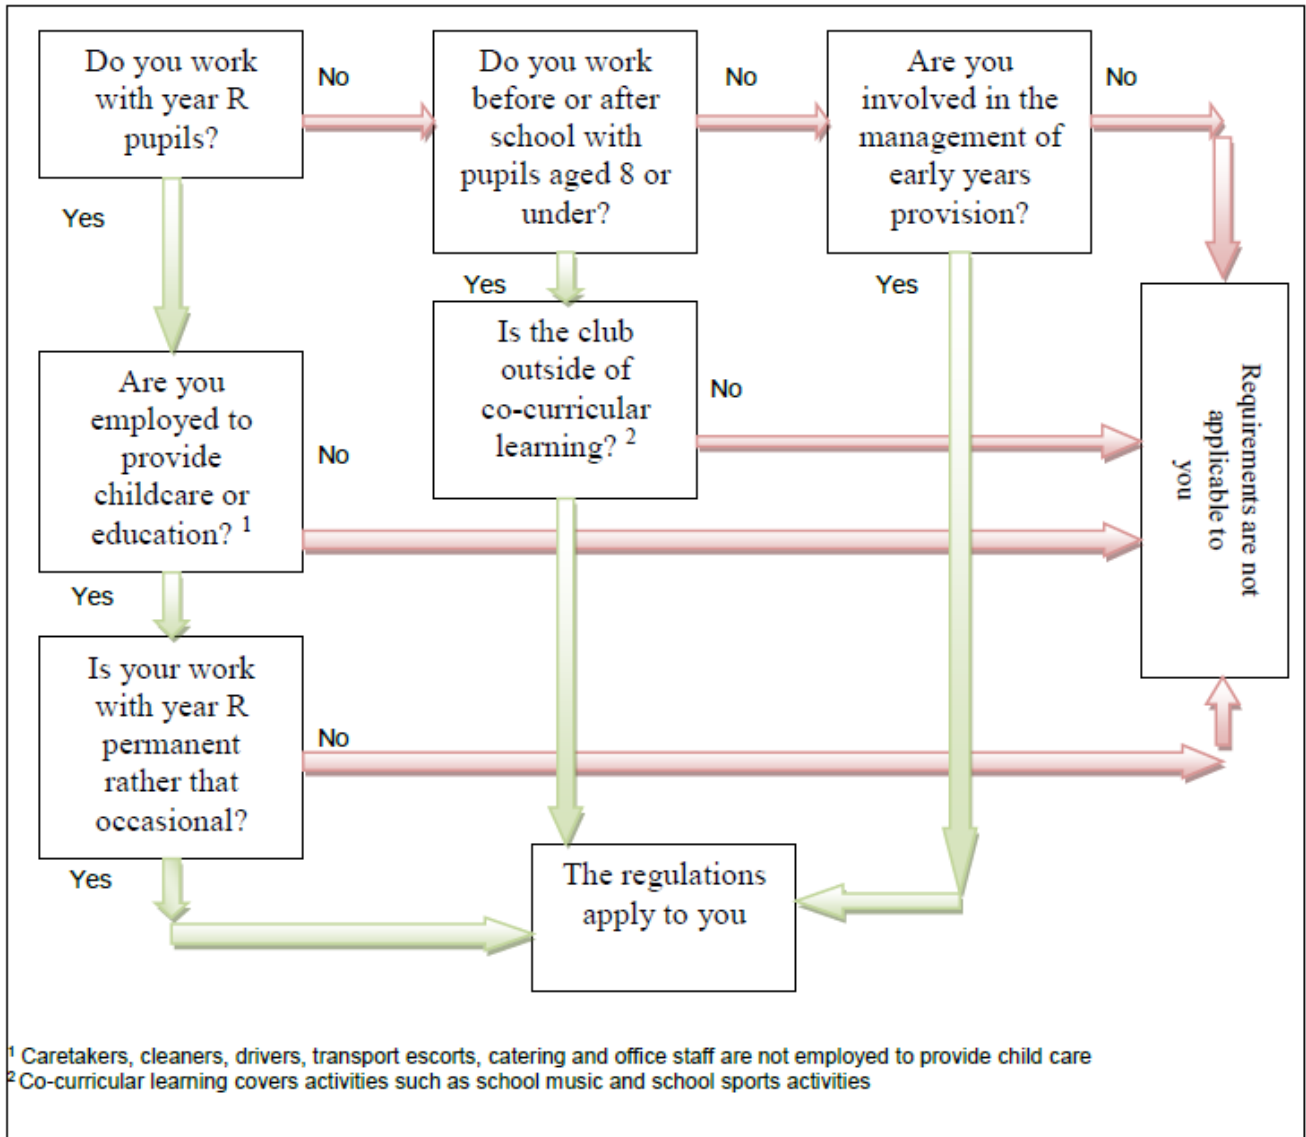 Do you work
with year R
pupils?
No
Do you work
before or after
school with
pupils aged 8 or
under?
No
Are you
involved in the
management of
early years
provision?
No
Yes
Yes
Yes
Is the club
outside of
co-curricular
learning? 2
No
Requirements are not
applicable to
you
Are you
employed to
provide
childcare or
education? 1
No
Yes
Is your work
with year R
permanent
rather that
occasional?
No
Yes
The regulations
apply to you
1 Caretakers, cleaners, drivers, transport escorts, catering and office staff are not employed to provide child care
2 Co-curricular learning covers activities such as school music and school sports activities